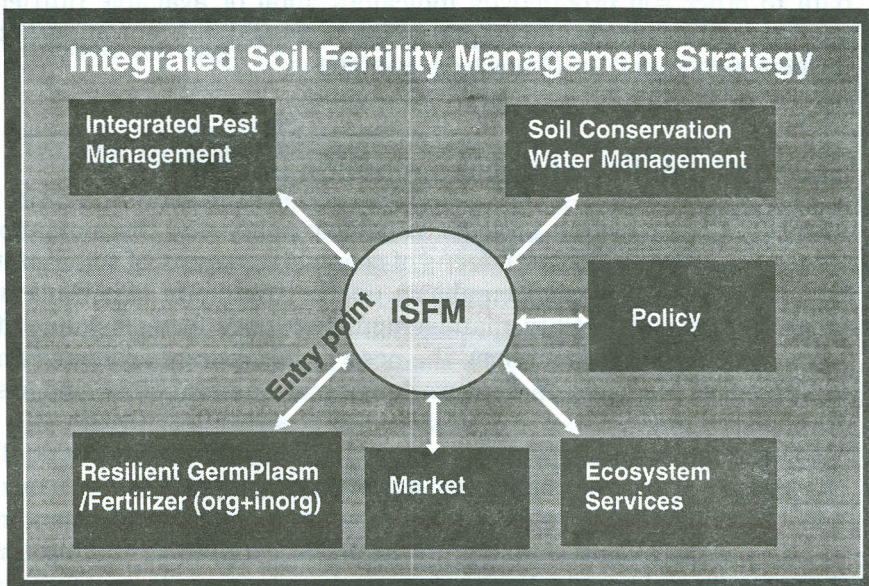 Integrated Soil Fertility Management Strategy
Integrated Pest
Management
Soil Conservation
Water Management
ISFM
Policy
Entry point
Resilient GermPlasm
/Fertilizer (org+inorg)
Market
Ecosystem
Services